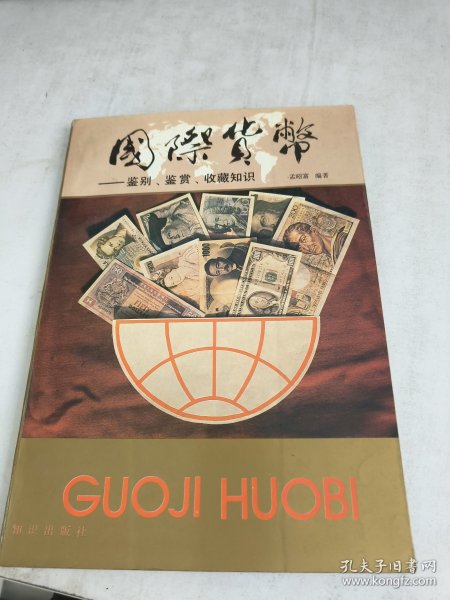 國際貨幣
——鉴别、鉴赏、收藏知识
孟昭富 编著
GUOJI HUOBI
知识出版社
孔夫子旧书网
www.kongfz.com